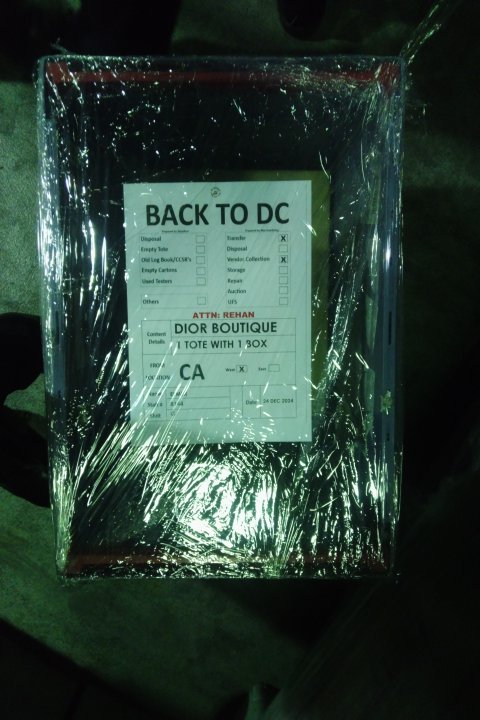 BACK TO DC
Disposal
Empty Tote
Old Log Book/CCSR's
Empty Cartons
Used Testers
Others
Transfer X
Disposal
Vendor Collection X
Storage
Repair
Auction
UFS
ATTN: REHAN
Content Details DIOR BOUTIQUE
1 TOTE WITH 1 BOX
FROM LOCATION CA West X East
Date 24 DEC 2024